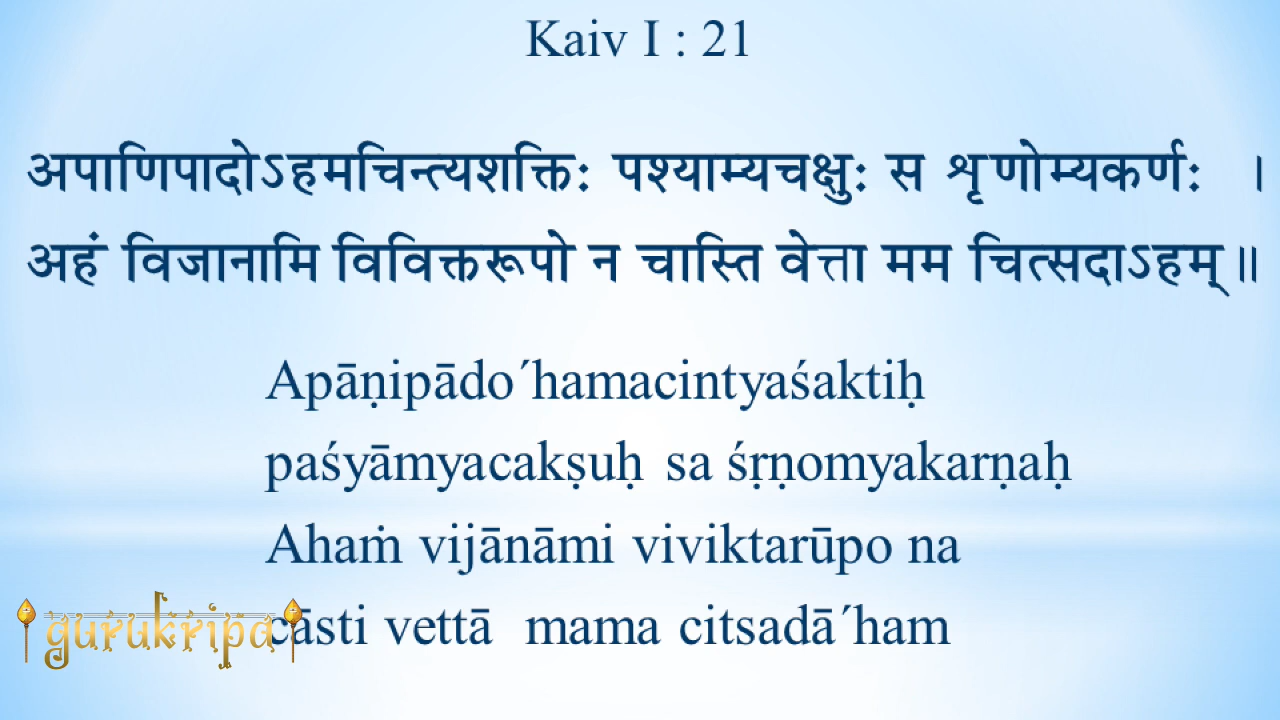 Kaiv I : 21
अपाणिपादोऽहमचिन्त्यशक्तिः पश्याम्यचक्षुः स श्रृणोम्यकर्णः ।
अहं विजानामि विविक्तरूपो न चास्ति वेत्ता मम चित्सदाऽहम् ॥
Apāṇipādo´hamacintyaśaktiḥ
paśyāmyacakṣuḥ sa śṛṇomyakarṇaḥ
Ahaṁ vijānāmi viviktarūpo na
cāsti vettā mama citsadā´ham
gurukripa